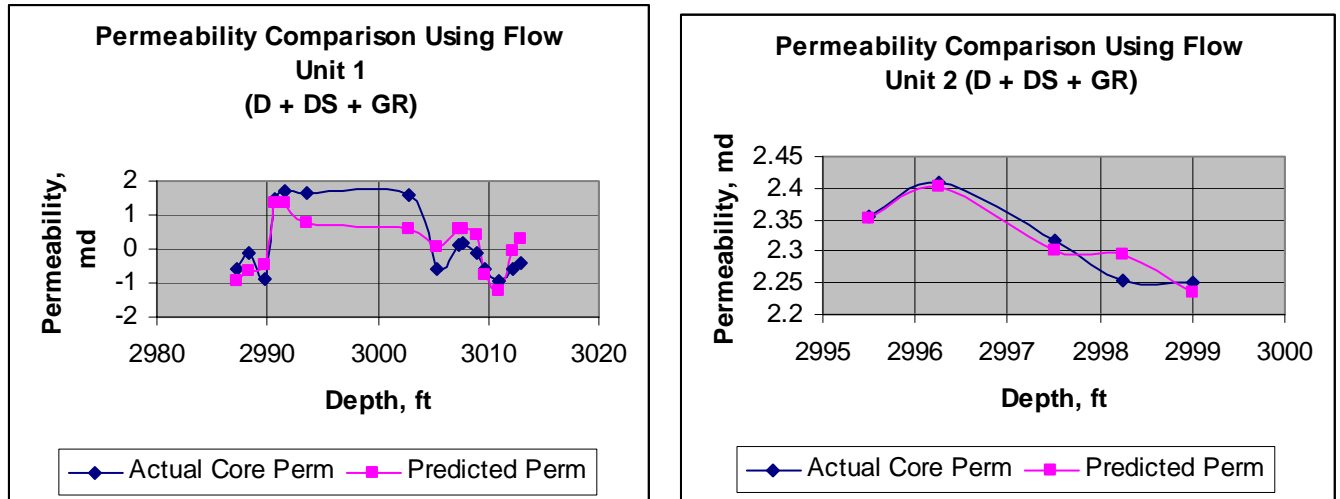 Permeability Comparison Using Flow
Unit 1
(D + DS + GR)
Permeability,
md
2
1
0
-1
-2
2980 2990 3000 3010 3020
Depth, ft
Actual Core Perm Predicted Perm
Permeability Comparison Using Flow
Unit 2 (D + DS + GR)
Permeability, md
2.45
2.4
2.35
2.3
2.25
2.2
2995 2996 2997 2998 2999 3000
Depth, ft
Actual Core Perm Predicted Perm